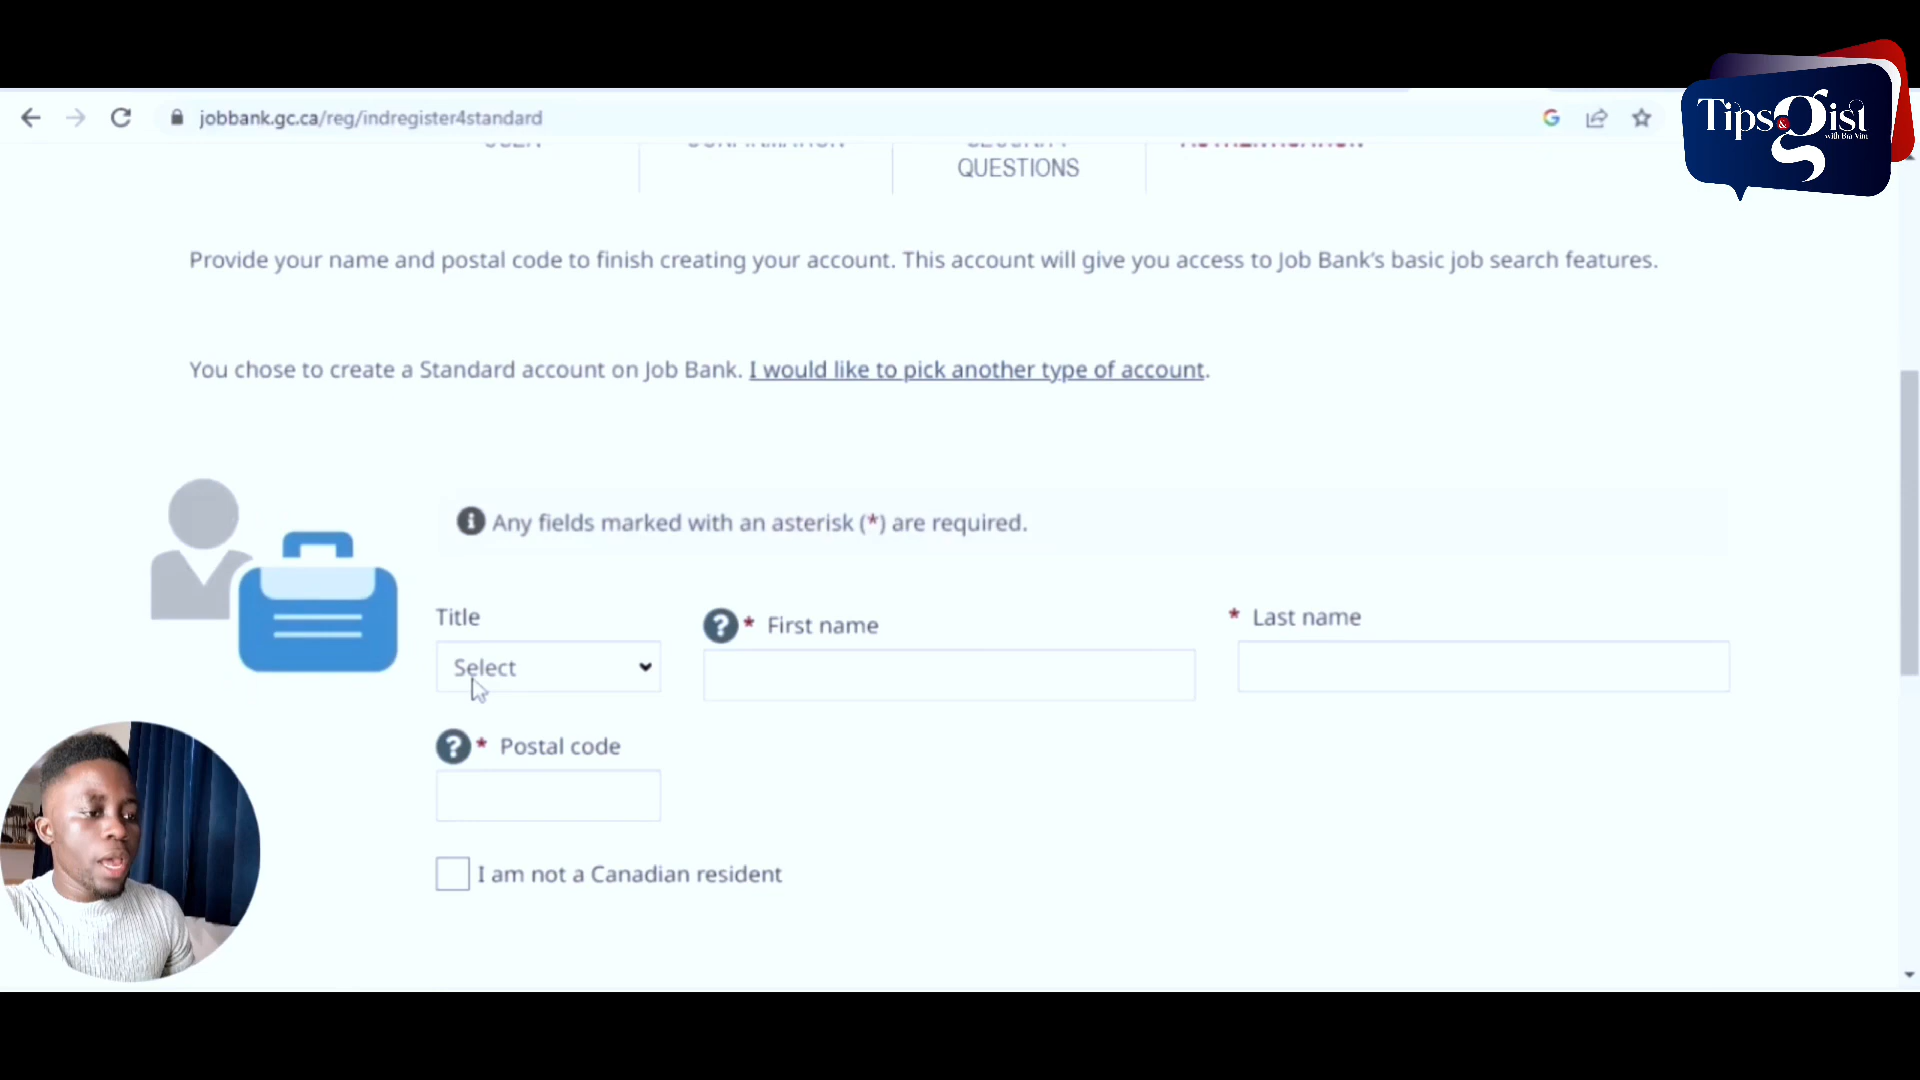 jobbank.gc.ca/reg/indregister4standard
Tips & Gist
QUESTIONS
Provide your name and postal code to finish creating your account. This account will give you access to Job Bank's basic job search features.
You chose to create a Standard account on Job Bank. I would like to pick another type of account.
Any fields marked with an asterisk (*) are required.
Title
? * First name
* Last name
Select
? * Postal code
I am not a Canadian resident